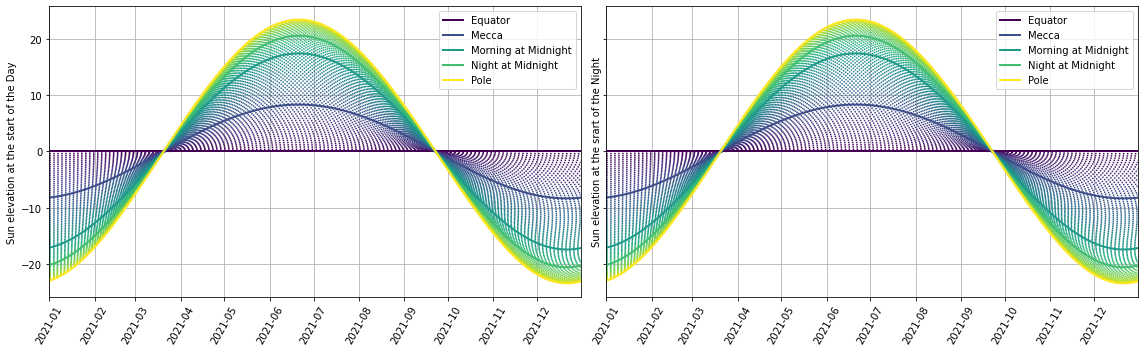 Sun elevation at the start of the Day
20
10
0
−10
−20
Equator
Mecca
Morning at Midnight
Night at Midnight
Pole
2021-01
2021-02
2021-03
2021-04
2021-05
2021-06
2021-07
2021-08
2021-09
2021-10
2021-11
2021-12
Sun elevation at the srart of the Night
Equator
Mecca
Morning at Midnight
Night at Midnight
Pole
2021-01
2021-02
2021-03
2021-04
2021-05
2021-06
2021-07
2021-08
2021-09
2021-10
2021-11
2021-12